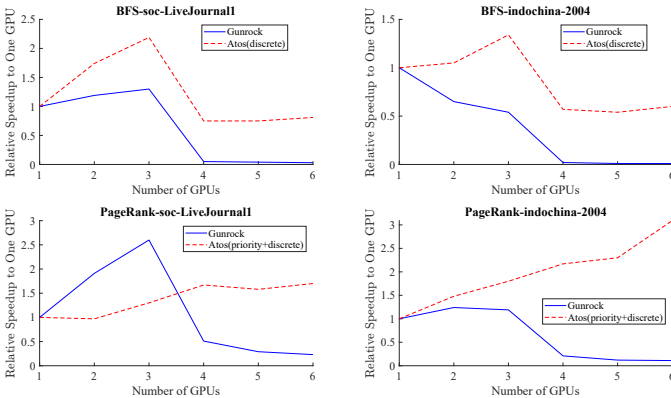 BFS-soc-LiveJournal1
Relative Speedup to One GPU
2.5
2
1.5
1
0.5
0
Gunrock
Atos(discrete)
1 2 3 4 5 6
Number of GPUs
BFS-indochina-2004
Relative Speedup to One GPU
1.5
1
0.5
0
Gunrock
Atos(discrete)
1 2 3 4 5 6
Number of GPUs
PageRank-soc-LiveJournal1
Relative Speedup to One GPU
3
2.5
2
1.5
1
0.5
0
Gunrock
Atos(priority+discrete)
1 2 3 4 5 6
Number of GPUs
PageRank-indochina-2004
Relative Speedup to One GPU
3
2.5
2
1.5
1
0.5
0
Gunrock
Atos(priority+discrete)
1 2 3 4 5 6
Number of GPUs